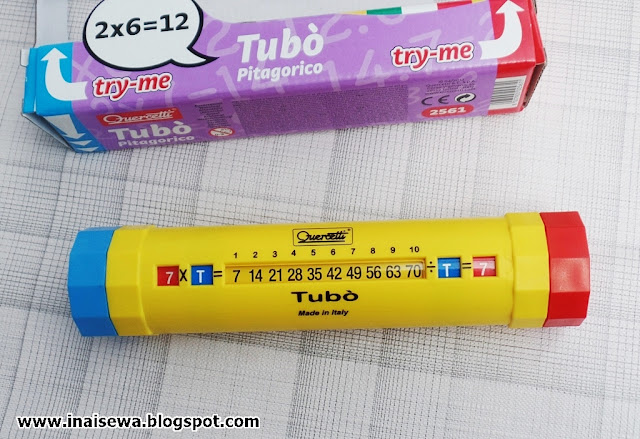 2x6=12
try-me
Tubò
Pitagorico
try-me
Quercetti
Tubò
Pitagorico
CE
2561
Quercetti
1 2 3 4 5 6 7 8 9 10
7 X T = 7 14 21 28 35 42 49 56 63 70 ÷ T = 7
Tubò
Made in Italy
www.inaisewa.blogspot.com